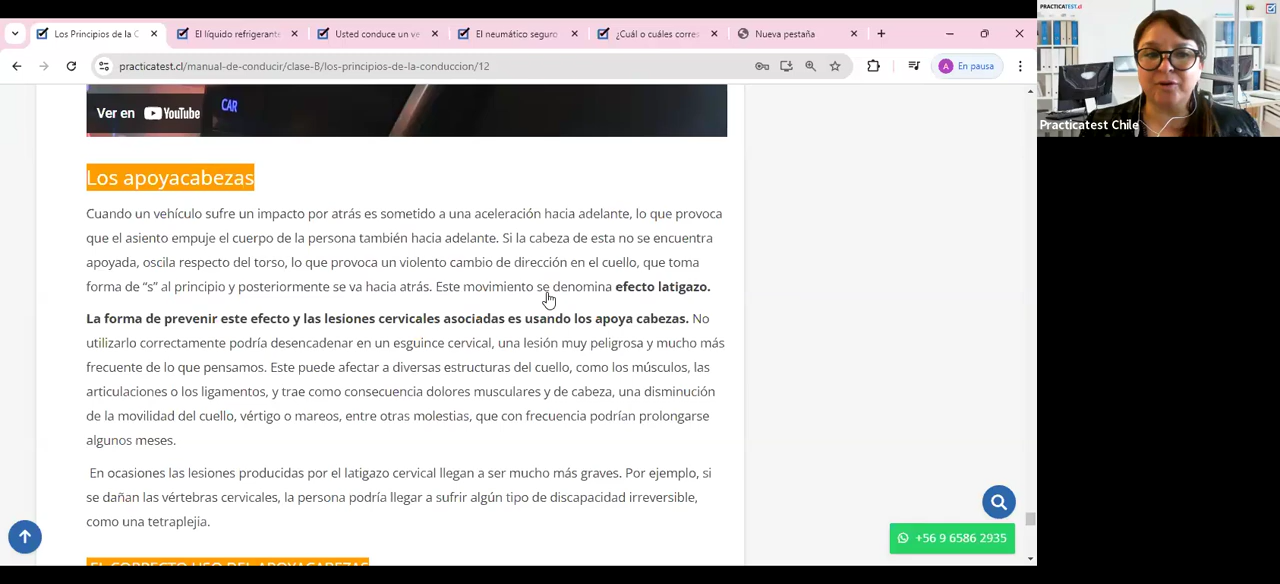 Los Principios de la C
El líquido refrigerante
Usted conduce un ve
El neumático seguro
¿Cuál o cuáles corres
Nueva pestaña
practicatest.cl/manual-de-conducir/clase-B/los-principios-de-la-conduccion/12
A En pausa
PRACTICATEST.cl
Practicatest Chile
Ver en YouTube
CAR
Los apoyacabezas
Cuando un vehículo sufre un impacto por atrás es sometido a una aceleración hacia adelante, lo que provoca
que el asiento empuje el cuerpo de la persona también hacia adelante. Si la cabeza de esta no se encuentra
apoyada, oscila respecto del torso, lo que provoca un violento cambio de dirección en el cuello, que toma
forma de “s” al principio y posteriormente se va hacia atrás. Este movimiento se denomina efecto latigazo.
La forma de prevenir este efecto y las lesiones cervicales asociadas es usando los apoya cabezas. No
utilizarlo correctamente podría desencadenar en un esguince cervical, una lesión muy peligrosa y mucho más
frecuente de lo que pensamos. Este puede afectar a diversas estructuras del cuello, como los músculos, las
articulaciones o los ligamentos, y trae como consecuencia dolores musculares y de cabeza, una disminución
de la movilidad del cuello, vértigo o mareos, entre otras molestias, que con frecuencia podrían prolongarse
algunos meses.
En ocasiones las lesiones producidas por el latigazo cervical llegan a ser mucho más graves. Por ejemplo, si
se dañan las vértebras cervicales, la persona podría llegar a sufrir algún tipo de discapacidad irreversible,
como una tetraplejia.
+56 9 6586 2935
EL CORRECTO USO DEL APOYACABEZAS